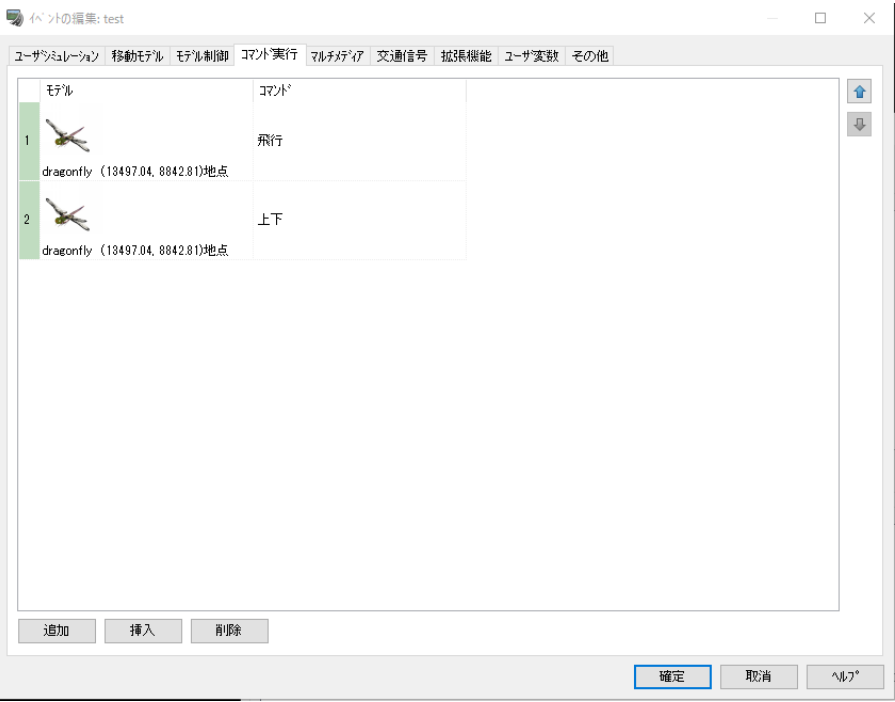 イベントの編集: test
ユーザシミュレーション 移動モデル モデル制御 コマンド実行 マルチメディア 交通信号 拡張機能 ユーザ変数 その他
モデル コマンド
1 飛行
dragonfly (13497.04, 8842.81)地点
2 上下
dragonfly (13497.04, 8842.81)地点
追加 挿入 削除
確定 取消 ヘルプ